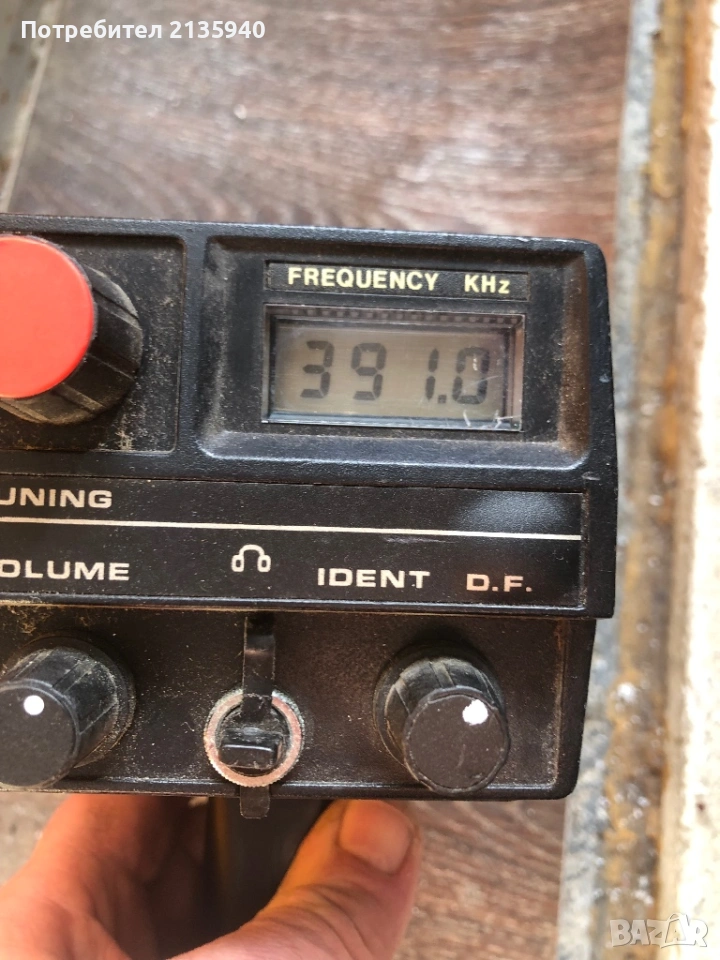 Потребител 2135940
FREQUENCY KHz
391.0
UNING
OLUME IDENT D.F.
BAZAR